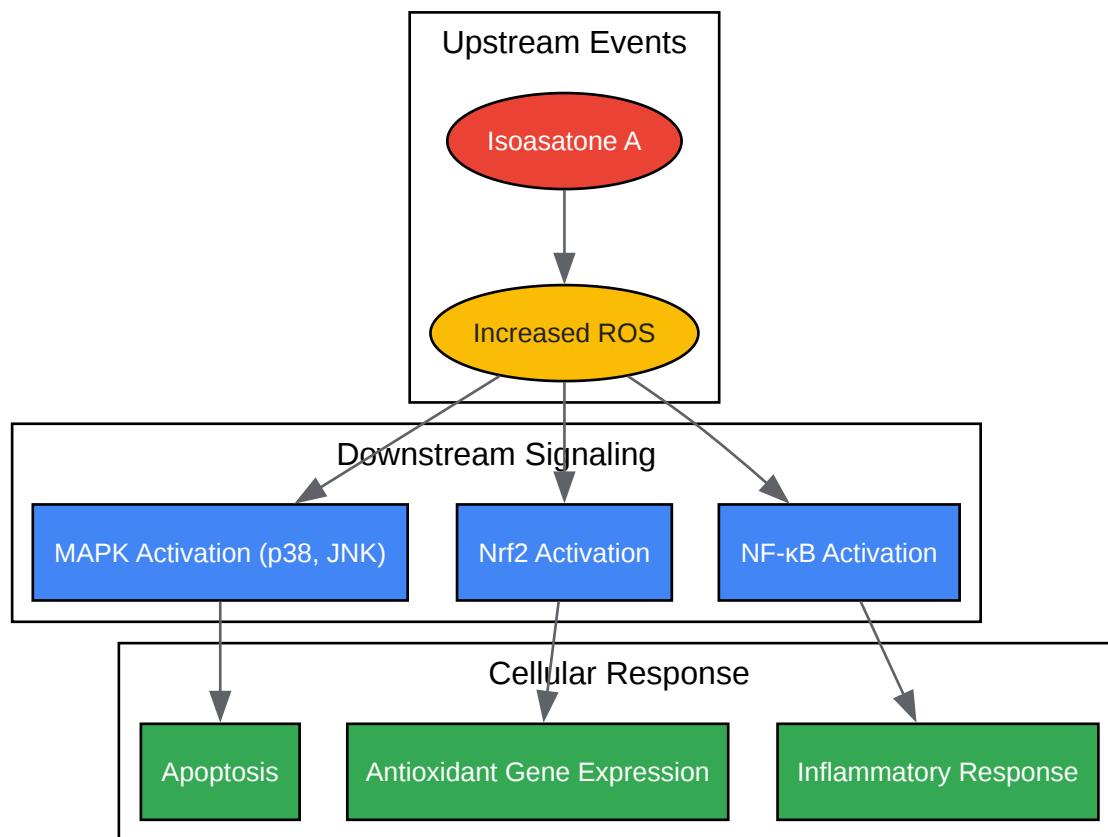 Upstream Events
Isoasatone A
Increased ROS
Downstream Signaling
MAPK Activation (p38, JNK)
Nrf2 Activation
NF-κB Activation
Cellular Response
Apoptosis
Antioxidant Gene Expression
Inflammatory Response